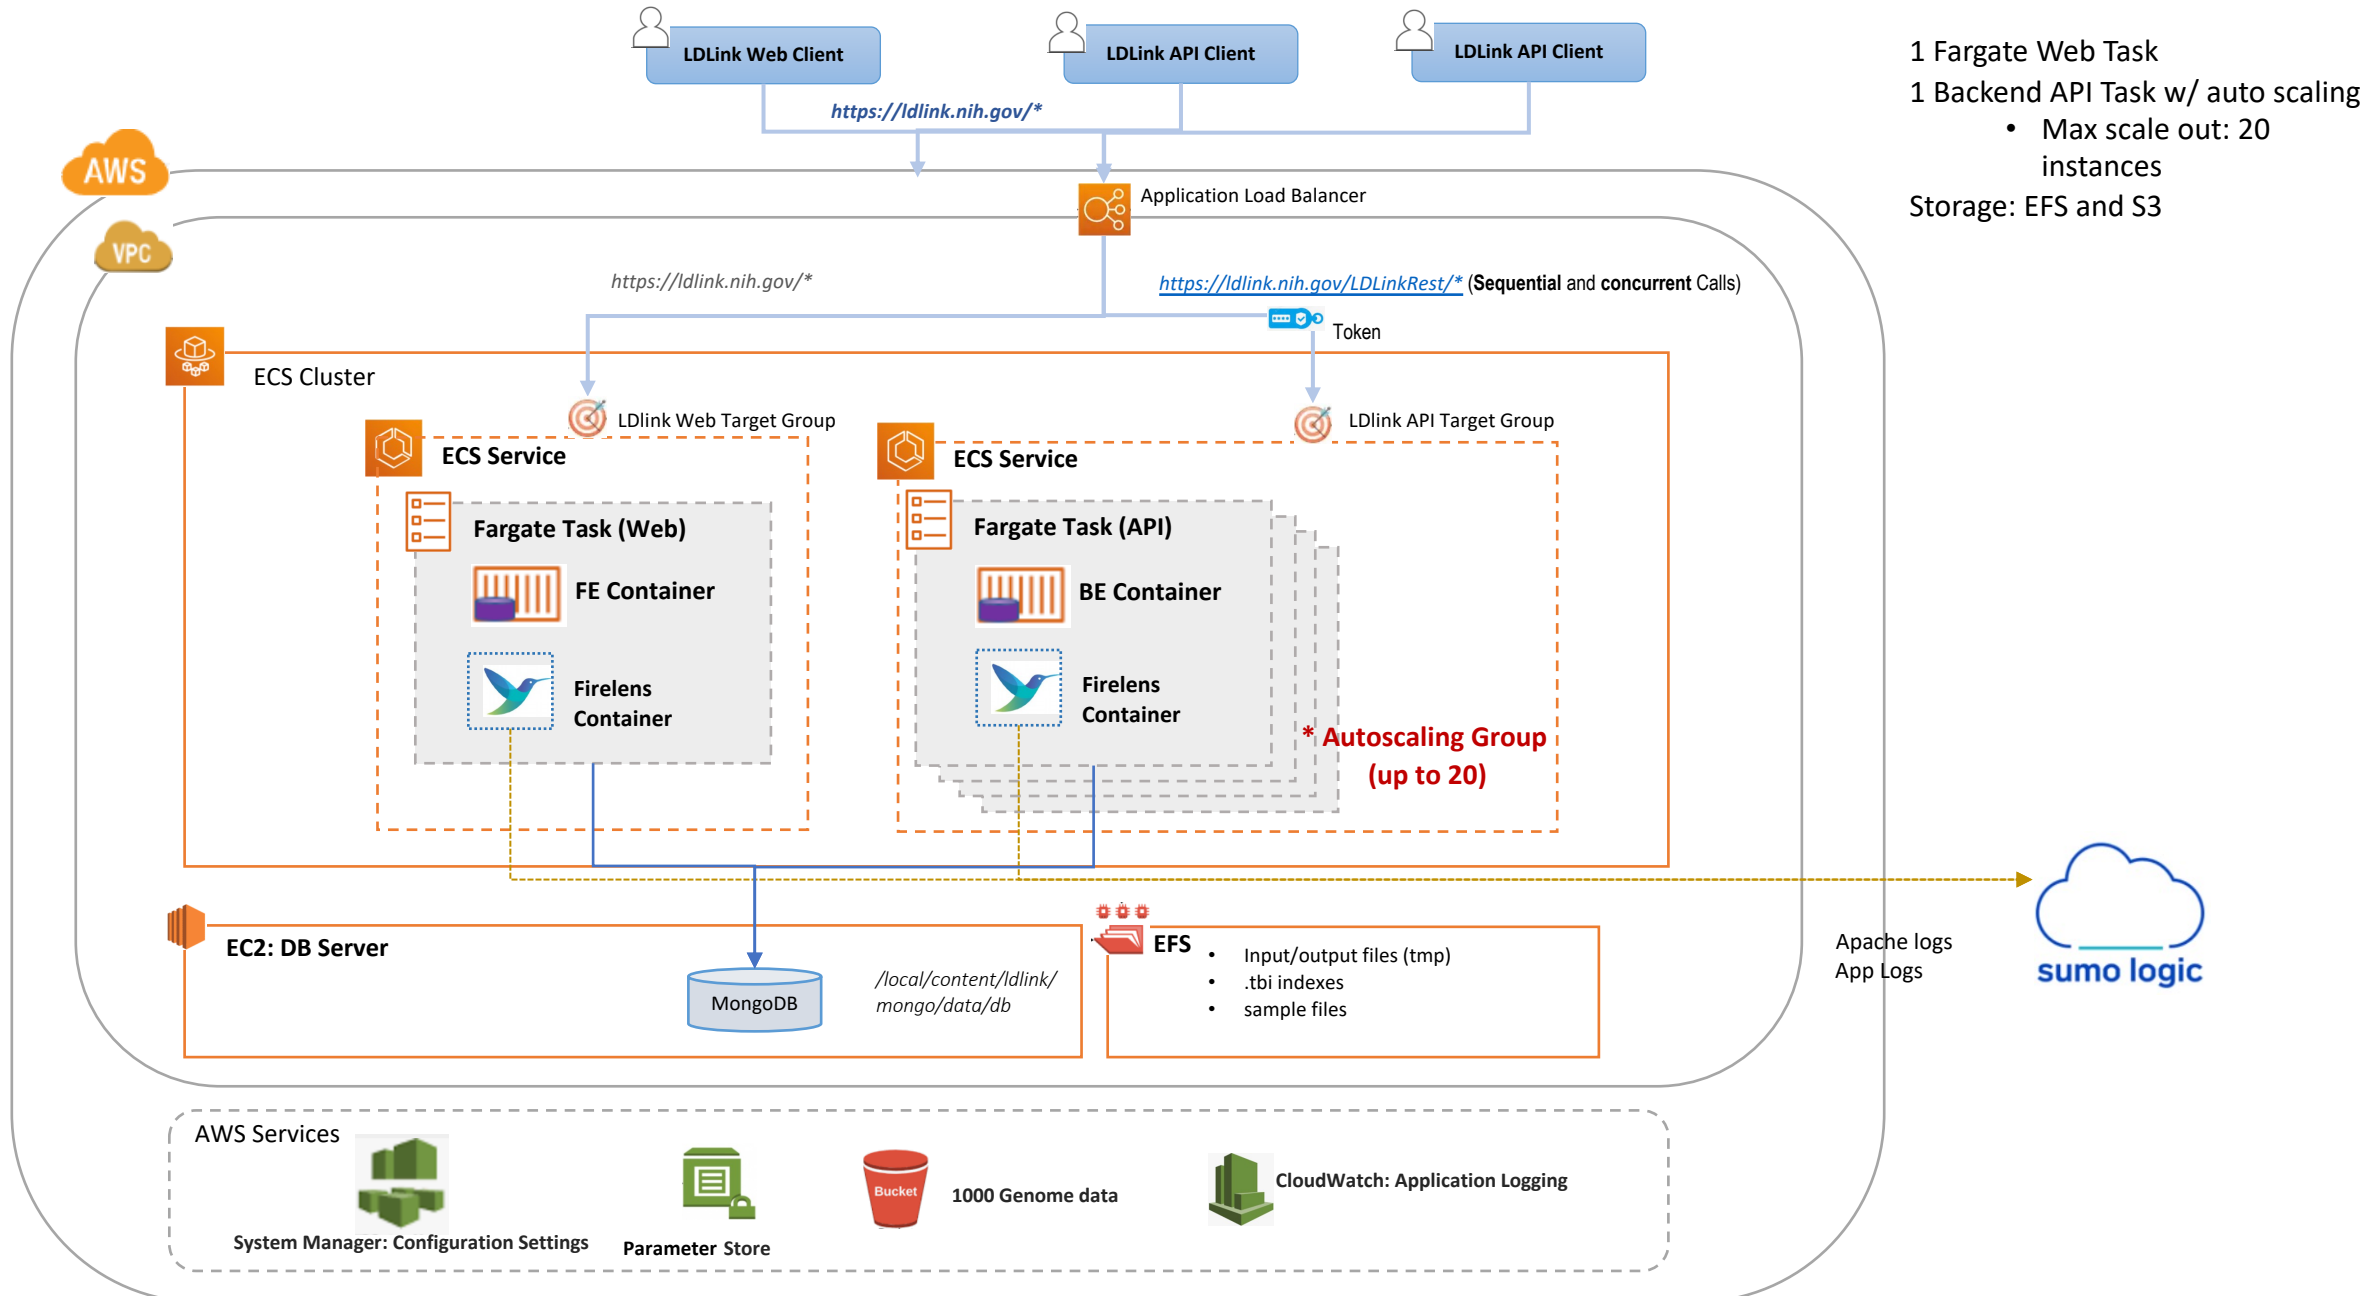 LDLink Web Client
LDLink API Client
LDLink API Client
1 Fargate Web Task
1 Backend API Task w/ auto scaling
• Max scale out: 20
instances
Storage: EFS and S3
https://ldlink.nih.gov/*
AWS
Application Load Balancer
VPC
https://ldlink.nih.gov/*
https://ldlink.nih.gov/LDLinkRest/* (Sequential and concurrent Calls)
Token
ECS Cluster
LDlink Web Target Group
LDlink API Target Group
ECS Service
ECS Service
Fargate Task (Web)
Fargate Task (API)
FE Container
BE Container
Firelens
Container
Firelens
Container
* Autoscaling Group
(up to 20)
EC2: DB Server
MongoDB
/local/content/ldlink/
mongo/data/db
EFS
• Input/output files (tmp)
• .tbi indexes
• sample files
Apache logs
App Logs
sumo logic
AWS Services
System Manager: Configuration Settings
Parameter Store
Bucket
1000 Genome data
CloudWatch: Application Logging